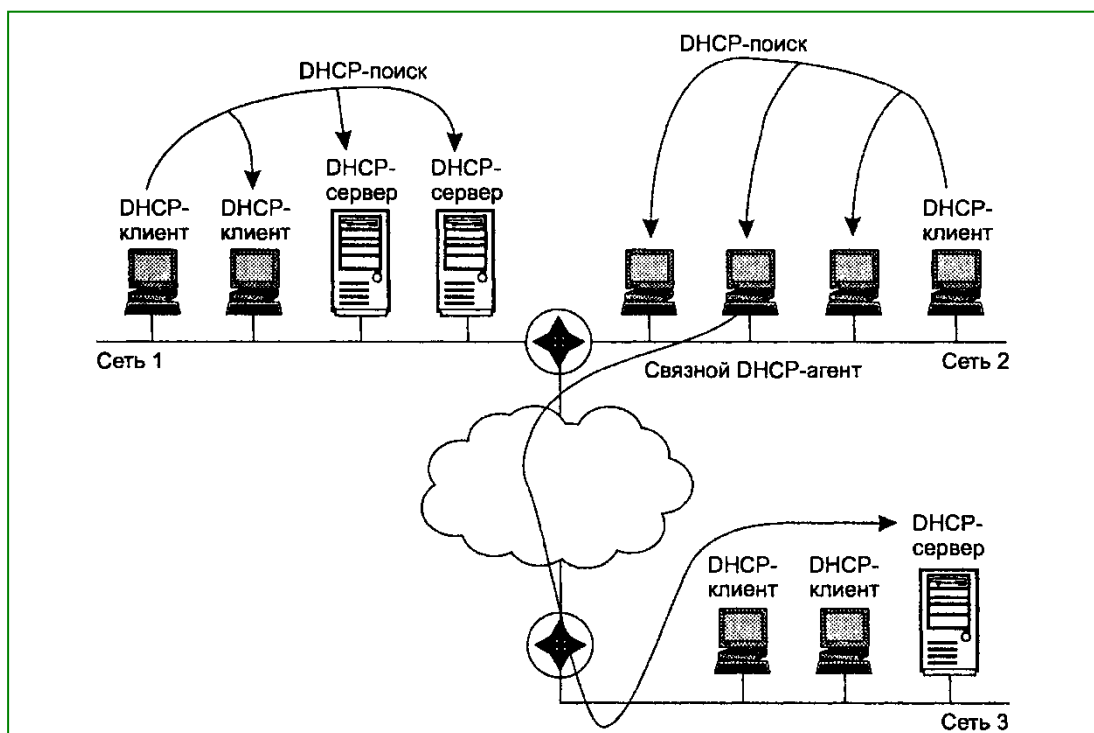 DHCP-поиск
DHCP-поиск
DHCP-
клиент
DHCP-
клиент
DHCP-
сервер
DHCP-
сервер
DHCP-
клиент
Сеть 1
Связной DHCP-агент
Сеть 2
DHCP-
клиент
DHCP-
клиент
DHCP-
сервер
Сеть 3